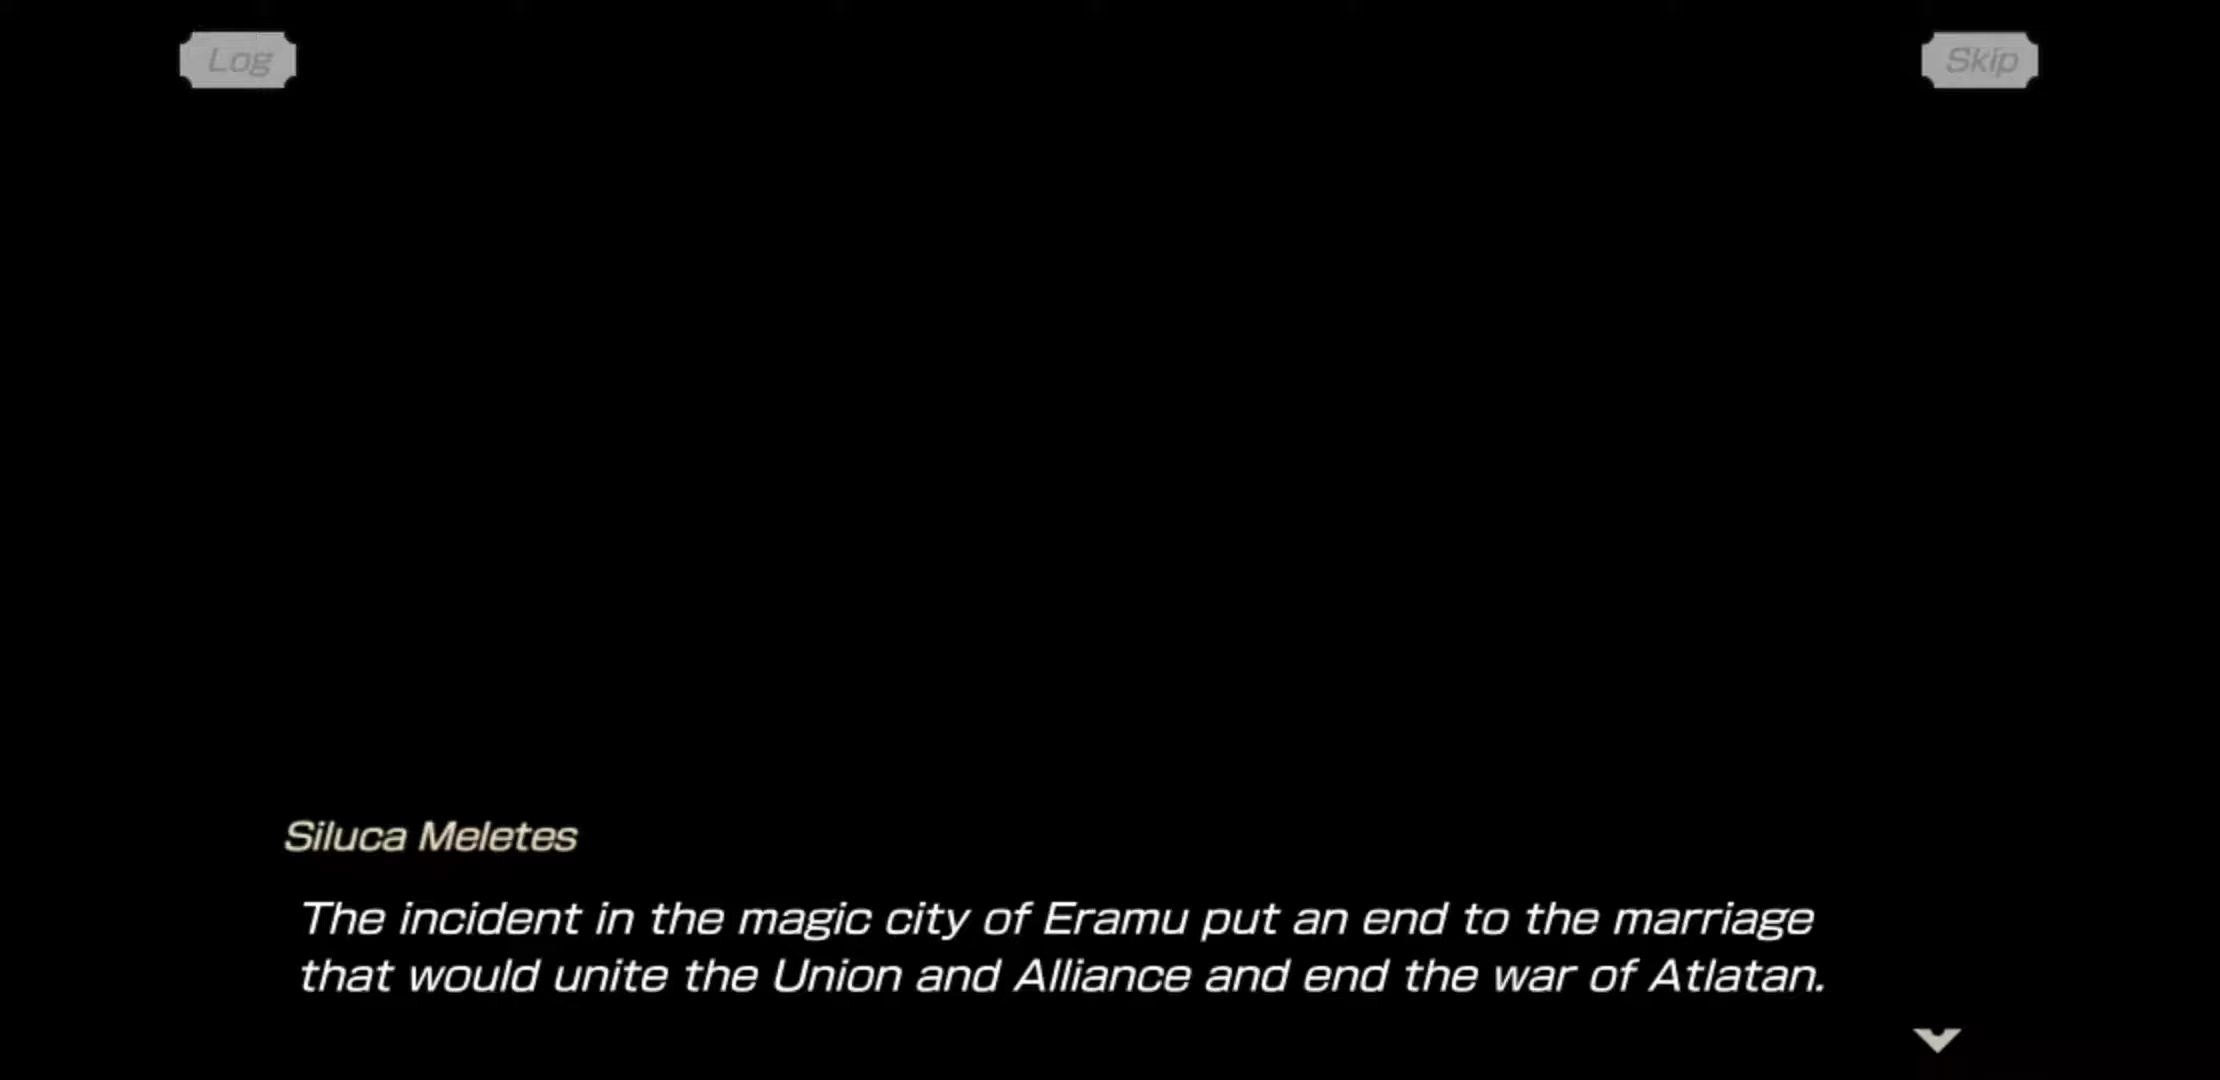 Log
Skip
Siluca Meletes
The incident in the magic city of Eramu put an end to the marriage
that would unite the Union and Alliance and end the war of Atlatan.